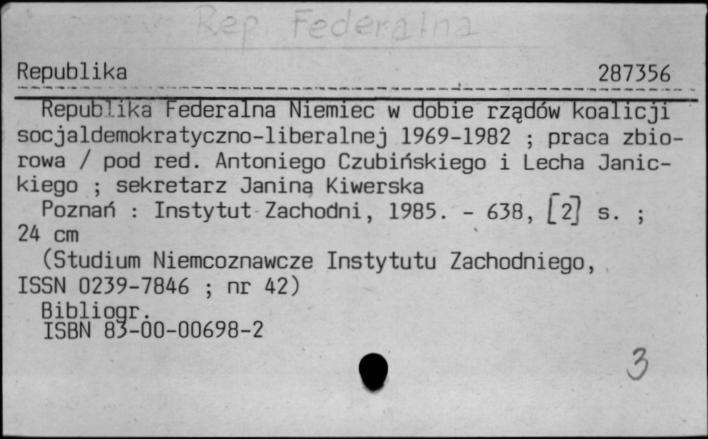 Rep. Federalna
Republika 287356
Republika Federalna Niemiec w dobie rządów koalicji
socjaldemokratyczno-liberalnej 1969-1982 ; praca zbio-
rowa / pod red. Antoniego Czubińskiego i Lecha Janic-
kiego ; sekretarz Janina Kiwerska
Poznań : Instytut Zachodni, 1985. - 638, [2] s. ;
24 cm
(Studium Niemcoznawcze Instytutu Zachodniego,
ISSN 0239-7846 ; nr 42)
Bibliogr.
ISBN 83-00-00698-2
3